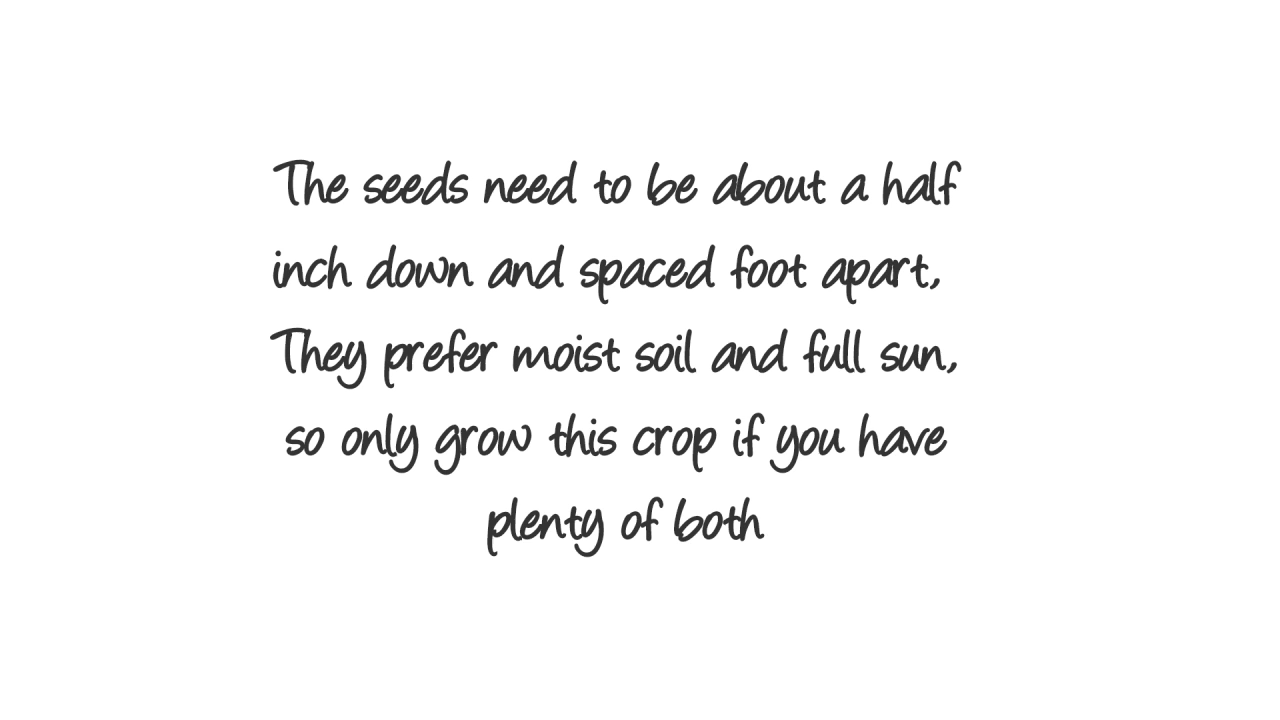 The seeds need to be about a half
inch down and spaced foot apart,
They prefer moist soil and full sun,
so only grow this crop if you have
plenty of both